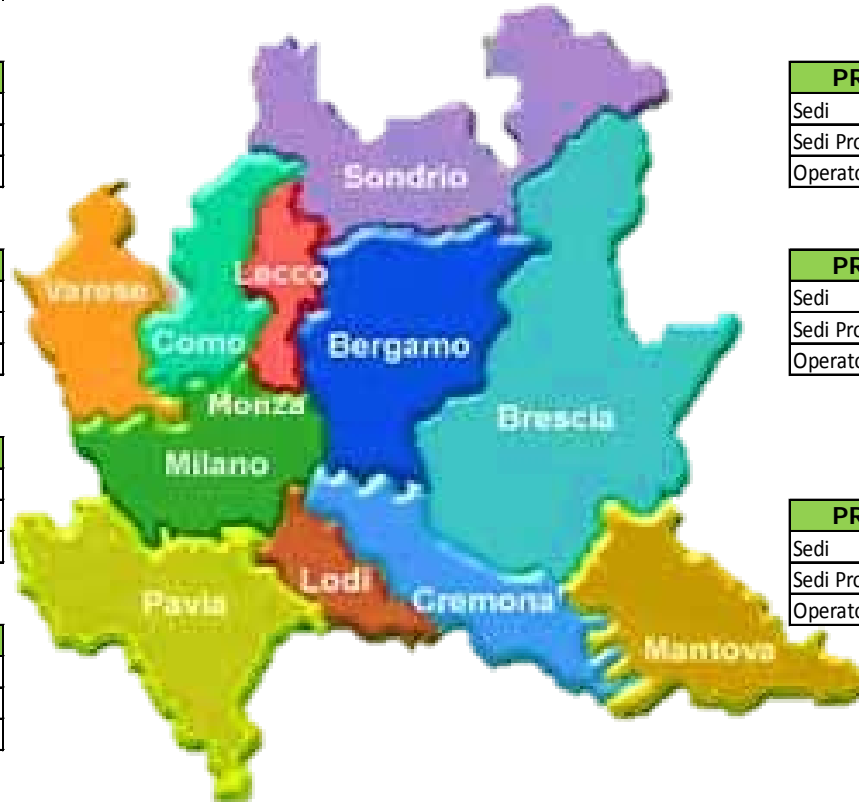 Sondrio
Varese
Lecco
Como
Bergamo
Monza
Brescia
Milano
Pavia
Lodi
Cremona
Mantova
PR
Sedi
Sedi Pro
Operato
PR
Sedi
Sedi Pro
Operato
PR
Sedi
Sedi Pro
Operato